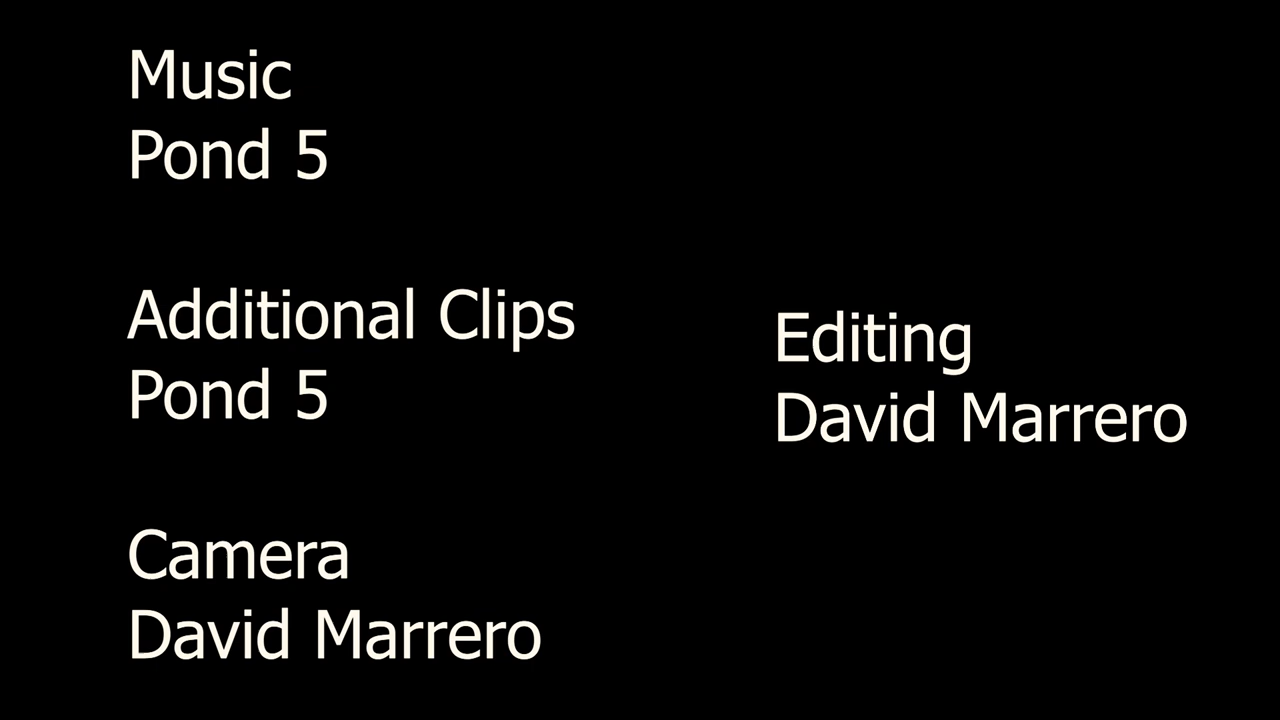 Music
Pond 5
Additional Clips
Pond 5
Camera
David Marrero
Editing
David Marrero